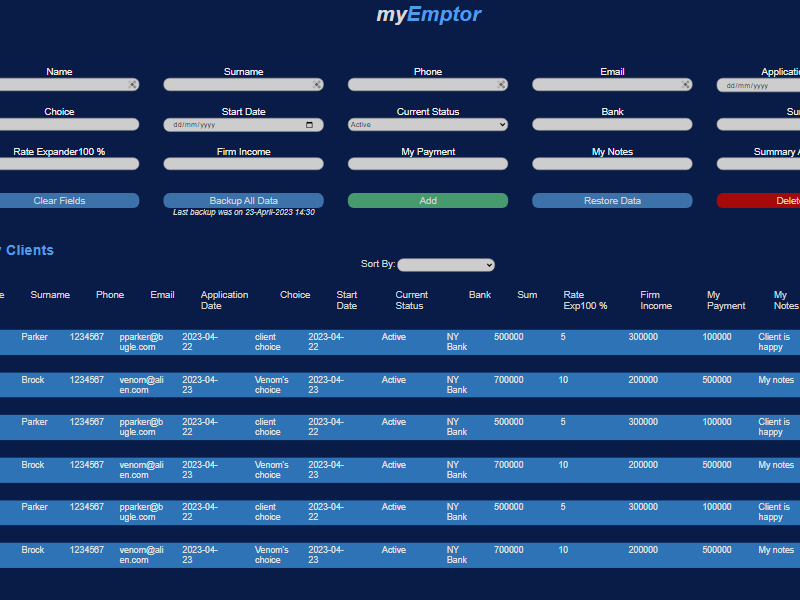 myEmptor
Name Surname Phone Email Applicatio
dd/mm/yyyy
Choice Start Date Current Status Bank Su
dd/mm/yyyy Active
Rate Expander100 % Firm Income My Payment My Notes Summary A
Clear Fields Backup All Data Add Restore Data Delete
Last backup was on 23-April-2023 14:30
y Clients
Sort By:
e Surname Phone Email Application Choice Start Current Bank Sum Rate Firm My My
Date Date Status Exp100 % Income Payment Notes
Parker 1234567 pparker@b 2023-04- client 2023-04- Active NY 500000 5 300000 100000 Client is
ugle.com 22 choice 22 Bank happy
Brock 1234567 venom@ali 2023-04- Venom's 2023-04- Active NY 700000 10 200000 500000 My notes
en.com 23 choice 23 Bank
Parker 1234567 pparker@b 2023-04- client 2023-04- Active NY 500000 5 300000 100000 Client is
ugle.com 22 choice 22 Bank happy
Brock 1234567 venom@ali 2023-04- Venom's 2023-04- Active NY 700000 10 200000 500000 My notes
en.com 23 choice 23 Bank
Parker 1234567 pparker@b 2023-04- client 2023-04- Active NY 500000 5 300000 100000 Client is
ugle.com 22 choice 22 Bank happy
Brock 1234567 venom@ali 2023-04- Venom's 2023-04- Active NY 700000 10 200000 500000 My notes
en.com 23 choice 23 Bank